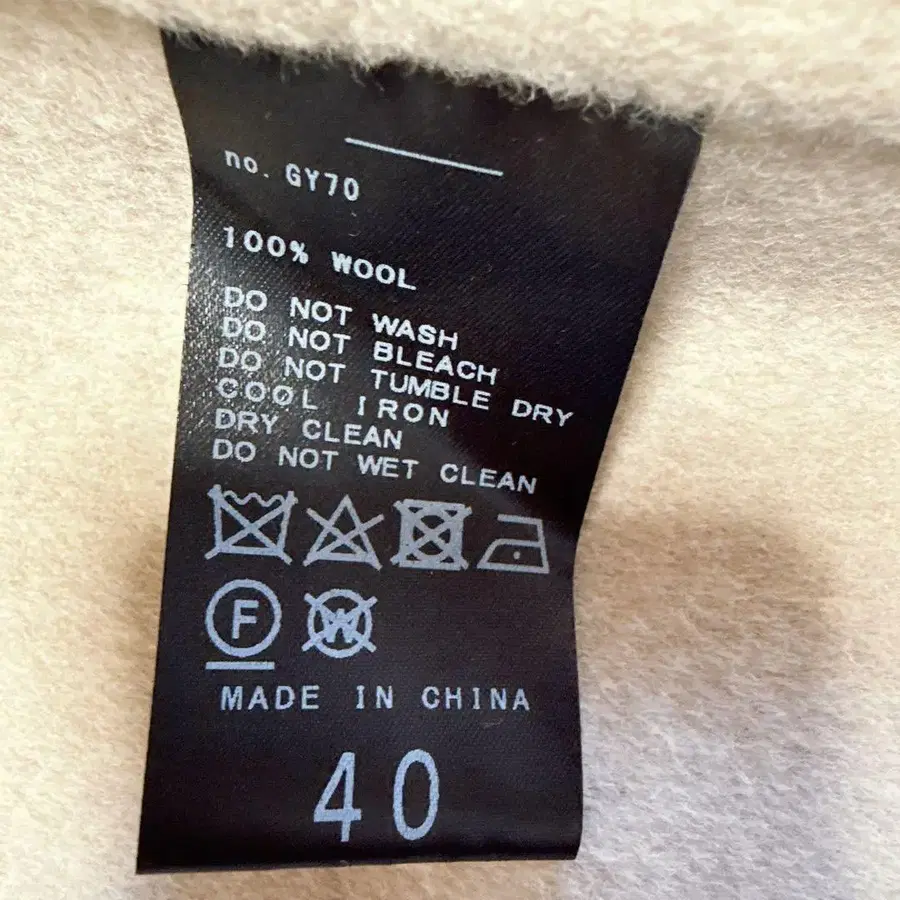 no. GY70
100% WOOL
DO NOT WASH
DO NOT BLEACH
DO NOT TUMBLE DRY
COOL IRON
DRY CLEAN
DO NOT WET CLEAN
F W
MADE IN CHINA
40